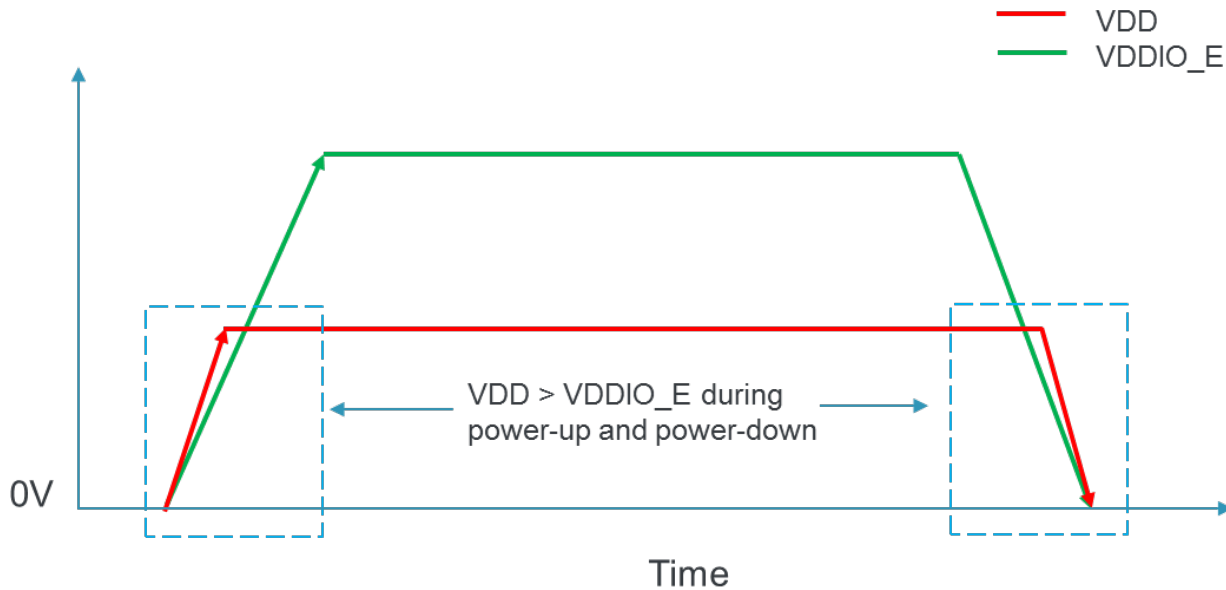 VDD
VDDIO_E
VDD > VDDIO_E during
power-up and power-down
0V
Time